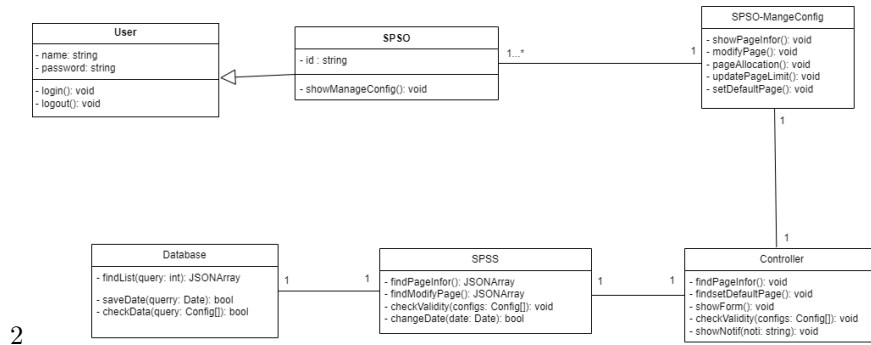 User
- name: string
- password: string
- login(): void
- logout(): void
SPSO
- id : string
- showManageConfig(): void
1...*
1
SPSO-MangeConfig
- showPageInfor(): void
- modifyPage(): void
- pageAllocation(): void
- updatePageLimit(): void
- setDefaultPage(): void
1
1
Database
- findList(query: int): JSONArray
- saveDate(querry: Date): bool
- checkData(query: Config[]): bool
1
1
SPSS
- findPageInfor(): JSONArray
- findModifyPage(): JSONArray
- checkValidity(configs: Config[]): void
- changeDate(date: Date): bool
1
1
Controller
- findPageInfor(): void
- findsetDefaultPage(): void
- showForm(): void
- checkValidity(configs: Config[]): void
- showNotif(noti: string): void
2